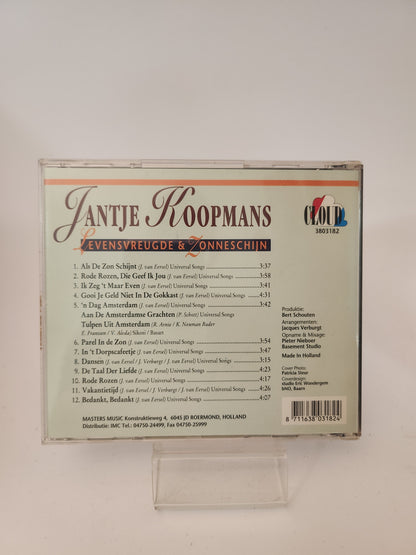 JANTJE KOOPMANS
LEVENSVREUGDE & ZONNESCHIJN
CLOUD
3803182
1. Als De Zon Schijnt (J. van Eersel) Universal Songs 3:37
2. Rode Rozen, Die Geef Ik Jou (J. van Eersel) Universal Songs 3:58
3. Ik Zeg 't Maar Even (J. van Eersel) Universal Songs 3:41
4. Gooi Je Geld Niet In De Gokkast (J. van Eersel) Universal Songs 4:31
5. 'n Dag Amsterdam (J. van Eersel) Universal Songs 3:42
Aan De Amsterdamse Grachten (P. Schot) Universal Songs
Tulpen Uit Amsterdam (R. Arnie / K. Neuman Bader
6. Parel In de Zon (J. van Eersel) Universal Songs 3:54
7. In 't Dorpscafeetje (J. van Eersel) Universal Songs 3:47
8. Dansen (J. van Eersel / J. Verburgt) Universal Songs 3:15
9. De Taal Der Liefde (J. van Eersel) Universal Songs 4:23
10. Rode Rozen (J. van Eersel) Universal Songs 4:17
11. Vakantietijd (J. van Eersel / J. Verburgt / J. van Eersel) Universal Songs 4:26
12. Bedankt, Bedankt (J. van Eersel) Universal Songs 4:07
Produktie:
Bert Schouten
Arrangementen:
Jacques Verburgt
Opname & Mixage:
Pieter Nieboer
Basement Studio
Made in Holland
Cover Photo:
Patricia Steur
Coverdesign:
studio Eric Wondergem
BNO, Baarn
MASTERS MUSIC Konstruktieweg 4, 6045 JD ROERMOND, HOLLAND
Distributie: IMC Tel.: 04750-24499, Fax 04750-25999
8 711638 031824